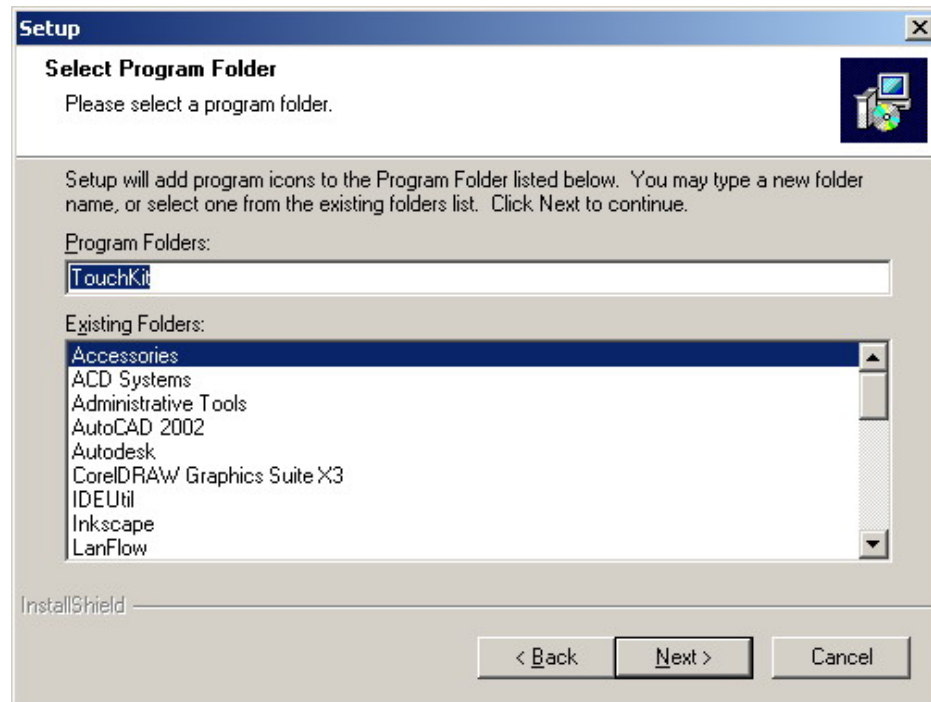 Setup
Select Program Folder
Please select a program folder.
Setup will add program icons to the Program Folder listed below. You may type a new folder
name, or select one from the existing folders list. Click Next to continue.
Program Folders:
TouchKit
Existing Folders:
Accessories
ACD Systems
Administrative Tools
AutoCAD 2002
Autodesk
CorelDRAW Graphics Suite X3
IDEUtil
Inkscape
LanFlow
InstallShield
< Back Next > Cancel